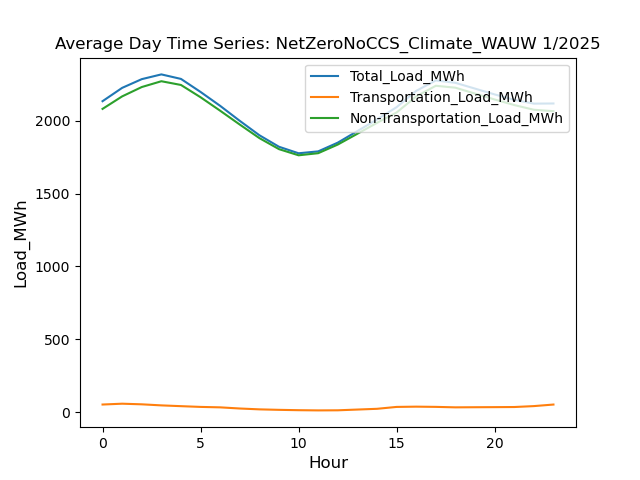 Average Day Time Series: NetZeroNoCCS_Climate_WAUW 1/2025
Total_Load_MWh
Transportation_Load_MWh
Non-Transportation_Load_MWh
Load_MWh
2000
1500
1000
500
0
0 5 10 15 20
Hour